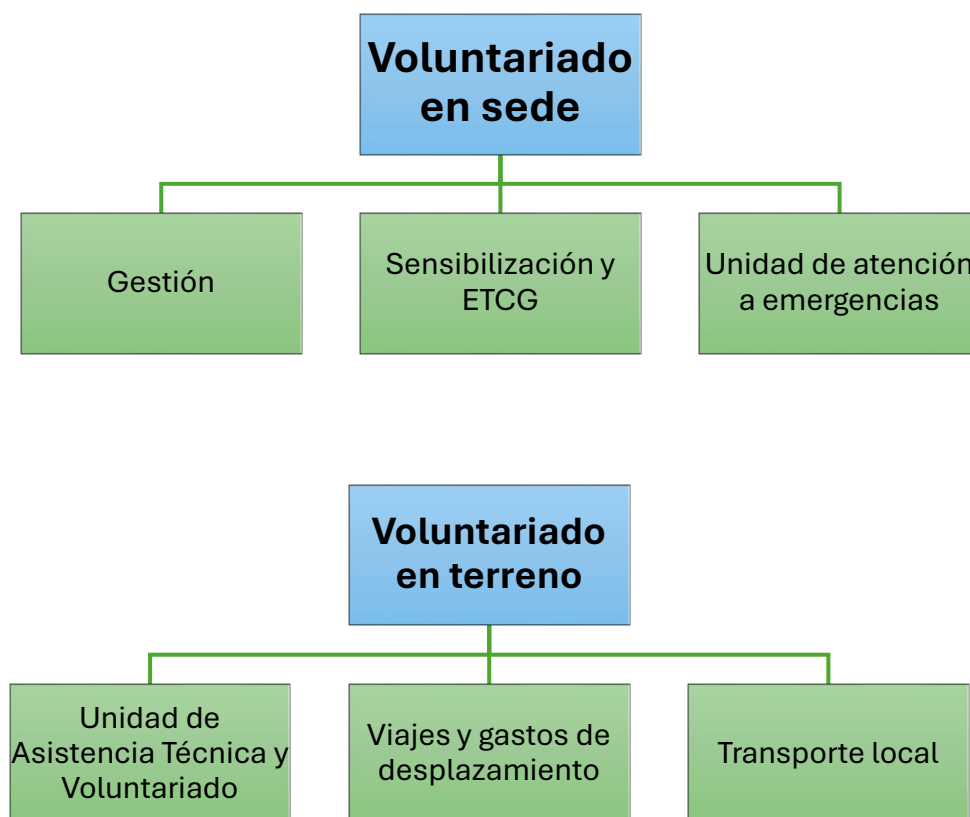 Voluntariado
en sede
Gestión
Sensibilización y
ETCG
Unidad de atención
a emergencias
Voluntariado
en terreno
Unidad de
Asistencia Técnica y
Voluntariado
Viajes y gastos de
desplazamiento
Transporte local